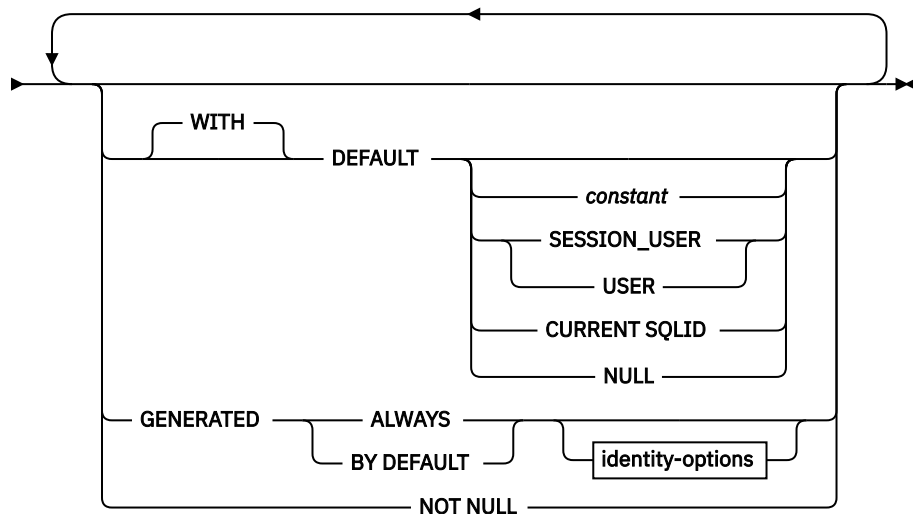 WITH
DEFAULT
constant
SESSION_USER
USER
CURRENT SQLID
NULL
GENERATED ALWAYS
BY DEFAULT
identity-options
NOT NULL